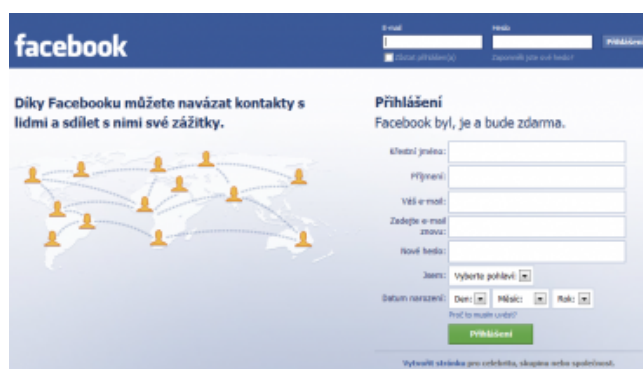 facebook
E-mail
Heslo
Přihlášení
Zůstat přihlášen(a)
Zapomněli jste své heslo?
Díky Facebooku můžete navázat kontakty s
lidmi a sdílet s nimi své zážitky.
Přihlášení
Facebook byl, je a bude zdarma.
Křestní jméno:
Příjmení:
Váš e-mail:
Zadejte e-mail
znovu:
Nové heslo:
Jsem:
Vyberte pohlaví:
Datum narození:
Den:
Měsíc:
Rok:
Proč to musím uvést?
Přihlášení
Vytvořit stránku pro celebritu, skupinu nebo společnost.